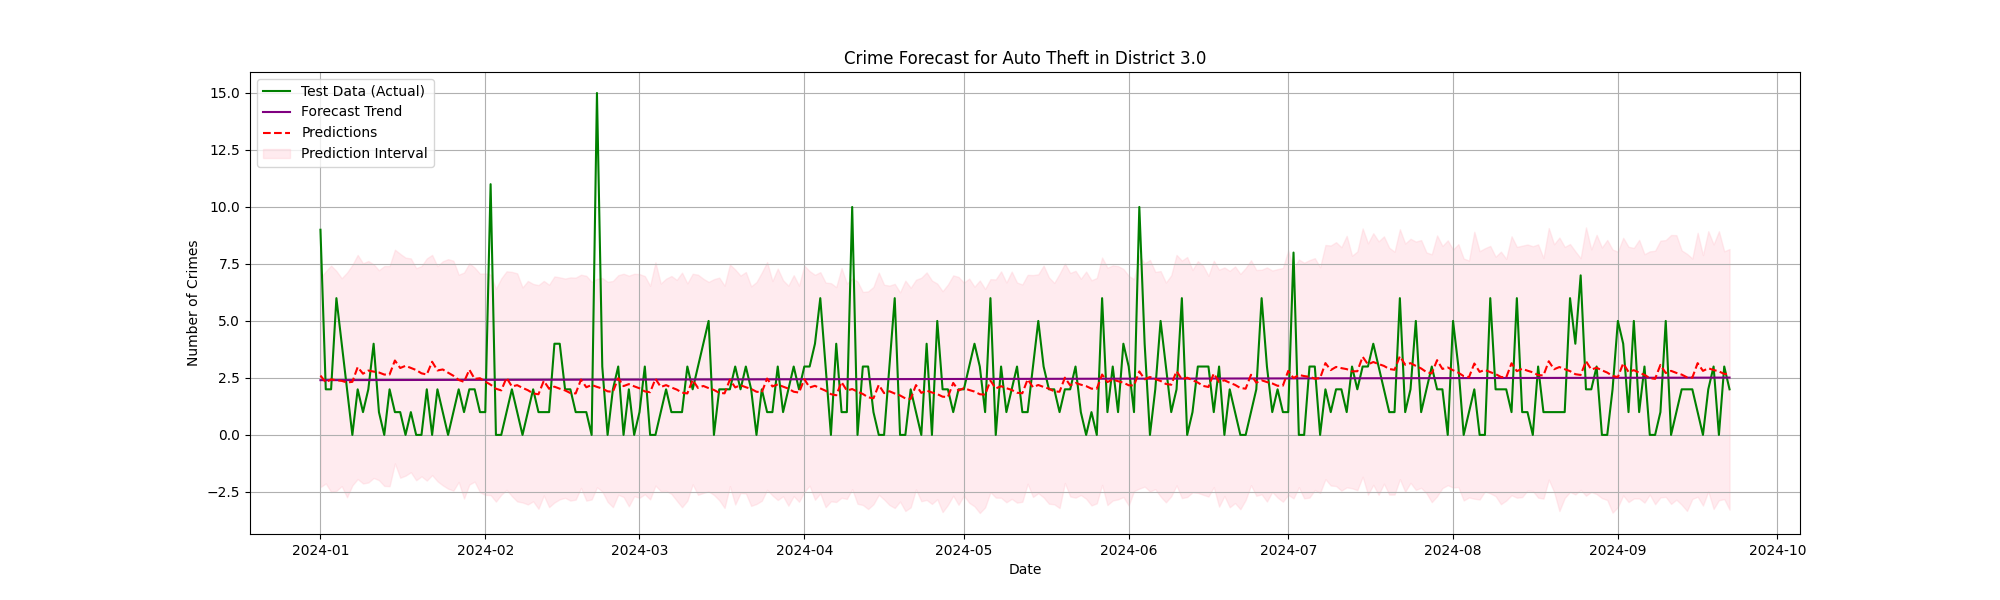 Crime Forecast for Auto Theft in District 3.0
Test Data (Actual)
Forecast Trend
Predictions
Prediction Interval
Number of Crimes
15.0
12.5
10.0
7.5
5.0
2.5
0.0
−2.5
2024-01
2024-02
2024-03
2024-04
2024-05
2024-06
2024-07
2024-08
2024-09
2024-10
Date